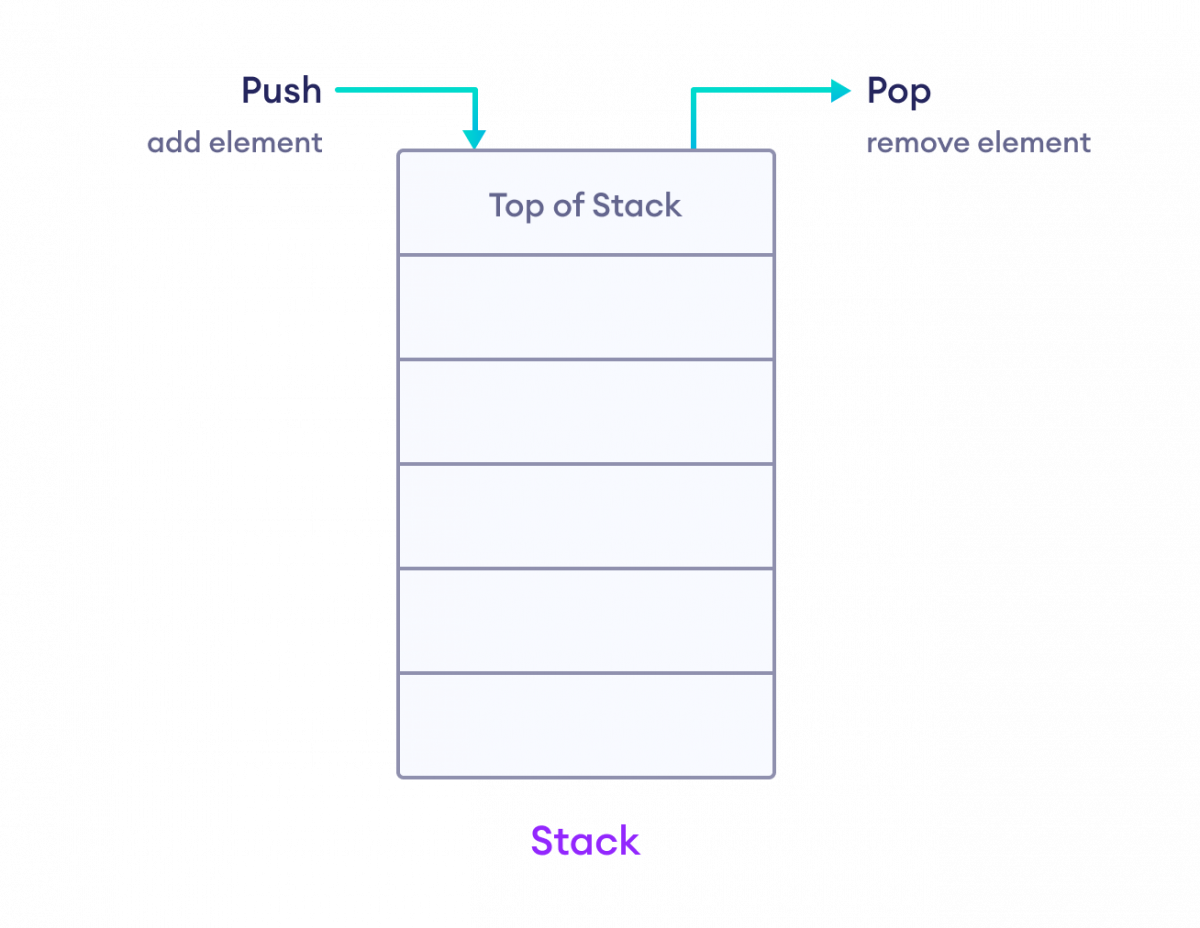 Push
add element
Pop
remove element
Top of Stack
Stack